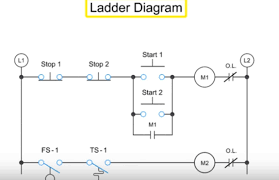 Ladder Diagram
Start 1
L1
Stop 1
Stop 2
M1
O.L.
L2
Start 2
M1
FS-1
TS-1
M2
O.L.